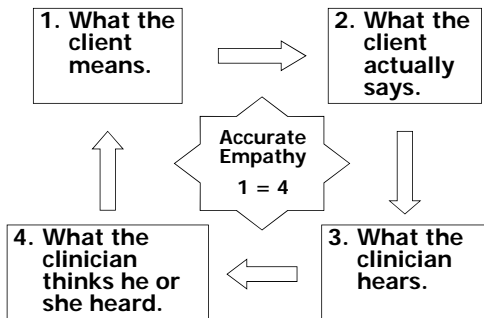 1. What the
client
means.
2. What the
client
actually
says.
Accurate
Empathy
1 = 4
4. What the
clinician
thinks he or
she heard.
3. What the
clinician
hears.